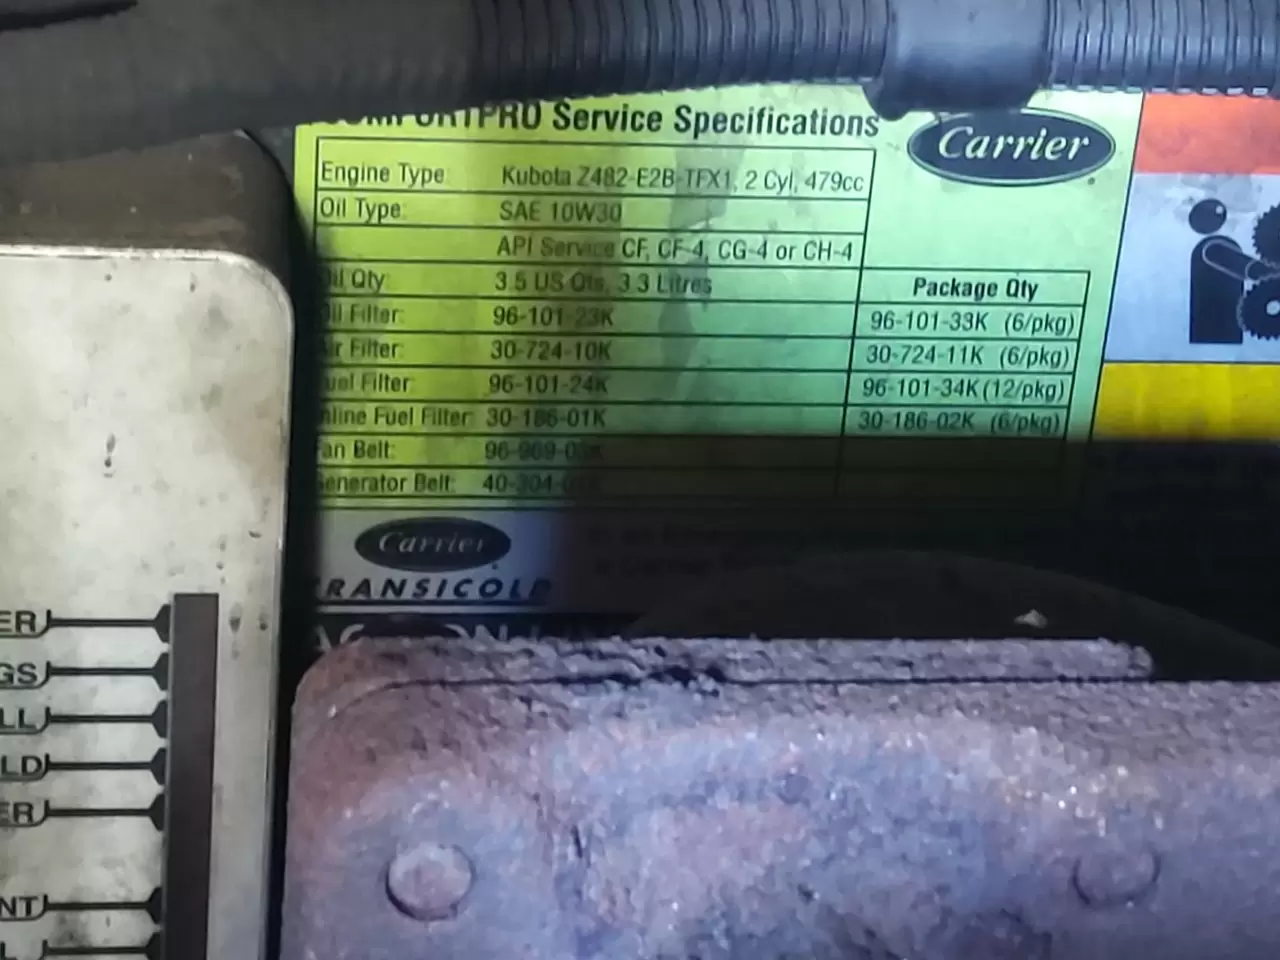 COMFORTPRO Service Specifications
Carrier
Engine Type: Kubota Z482-E2B-TFX1, 2 Cyl, 479cc
Oil Type: SAE 10W30
API Service CF, CF-4, CG-4 or CH-4
Oil Qty: 3.5 US Qts, 3.3 Litres
Package Qty
Oil Filter: 96-101-23K 96-101-33K (6/pkg)
Air Filter: 30-724-10K 30-724-11K (6/pkg)
Fuel Filter: 96-101-24K 96-101-34K (12/pkg)
Inline Fuel Filter: 30-186-01K 30-186-02K (6/pkg)
Fan Belt:
Generator Belt:
Carrier
TRANSICOLD
ER
GS
LL
LD
ER
NT
L